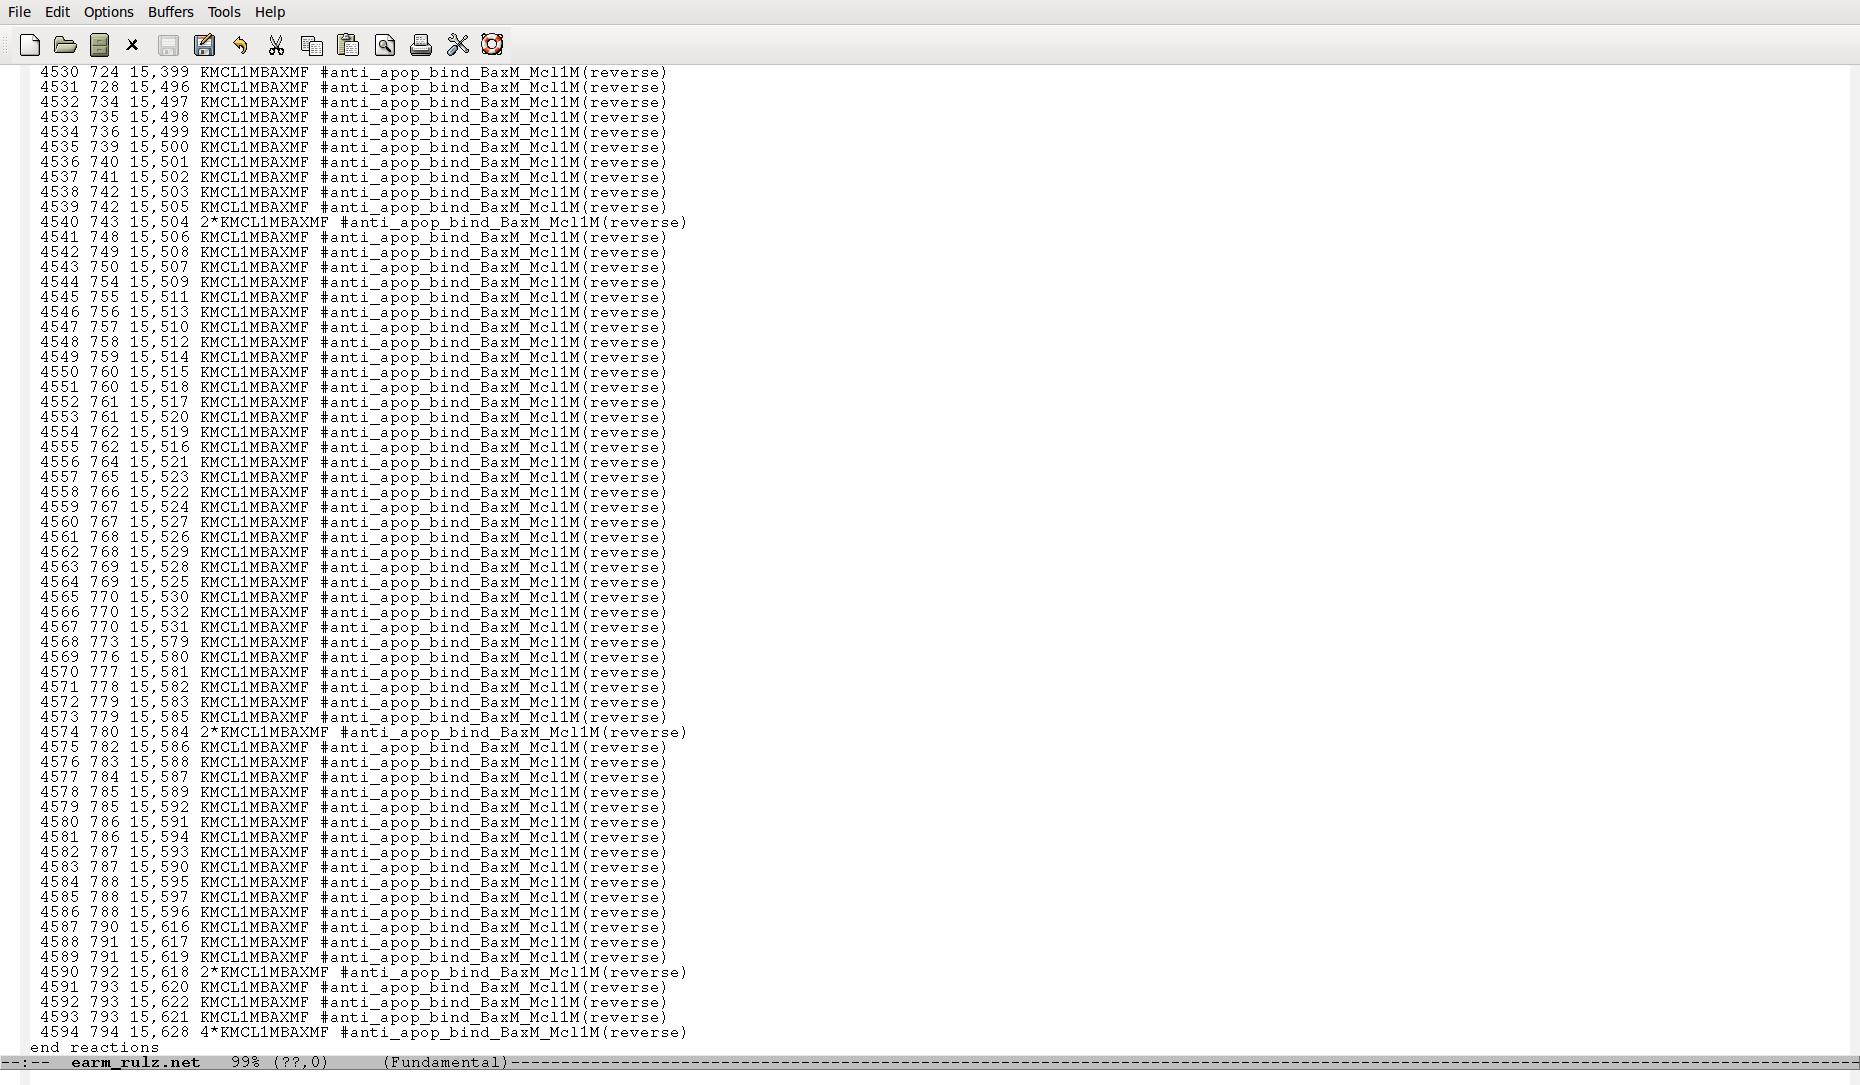 File Edit Options Buffers Tools Help
4530 724 15,399 KMCL1MBAXMF #anti_apop_bind_BaxM_Mcl1M(reverse)
4531 728 15,496 KMCL1MBAXMF #anti_apop_bind_BaxM_Mcl1M(reverse)
4532 734 15,497 KMCL1MBAXMF #anti_apop_bind_BaxM_Mcl1M(reverse)
4533 735 15,498 KMCL1MBAXMF #anti_apop_bind_BaxM_Mcl1M(reverse)
4534 736 15,499 KMCL1MBAXMF #anti_apop_bind_BaxM_Mcl1M(reverse)
4535 739 15,500 KMCL1MBAXMF #anti_apop_bind_BaxM_Mcl1M(reverse)
4536 740 15,501 KMCL1MBAXMF #anti_apop_bind_BaxM_Mcl1M(reverse)
4537 741 15,502 KMCL1MBAXMF #anti_apop_bind_BaxM_Mcl1M(reverse)
4538 742 15,503 KMCL1MBAXMF #anti_apop_bind_BaxM_Mcl1M(reverse)
4539 742 15,505 KMCL1MBAXMF #anti_apop_bind_BaxM_Mcl1M(reverse)
4540 743 15,504 2*KMCL1MBAXMF #anti_apop_bind_BaxM_Mcl1M(reverse)
4541 748 15,506 KMCL1MBAXMF #anti_apop_bind_BaxM_Mcl1M(reverse)
4542 749 15,508 KMCL1MBAXMF #anti_apop_bind_BaxM_Mcl1M(reverse)
4543 750 15,507 KMCL1MBAXMF #anti_apop_bind_BaxM_Mcl1M(reverse)
4544 754 15,509 KMCL1MBAXMF #anti_apop_bind_BaxM_Mcl1M(reverse)
4545 755 15,511 KMCL1MBAXMF #anti_apop_bind_BaxM_Mcl1M(reverse)
4546 756 15,513 KMCL1MBAXMF #anti_apop_bind_BaxM_Mcl1M(reverse)
4547 757 15,510 KMCL1MBAXMF #anti_apop_bind_BaxM_Mcl1M(reverse)
4548 758 15,512 KMCL1MBAXMF #anti_apop_bind_BaxM_Mcl1M(reverse)
4549 759 15,514 KMCL1MBAXMF #anti_apop_bind_BaxM_Mcl1M(reverse)
4550 760 15,515 KMCL1MBAXMF #anti_apop_bind_BaxM_Mcl1M(reverse)
4551 760 15,518 KMCL1MBAXMF #anti_apop_bind_BaxM_Mcl1M(reverse)
4552 761 15,517 KMCL1MBAXMF #anti_apop_bind_BaxM_Mcl1M(reverse)
4553 761 15,520 KMCL1MBAXMF #anti_apop_bind_BaxM_Mcl1M(reverse)
4554 762 15,519 KMCL1MBAXMF #anti_apop_bind_BaxM_Mcl1M(reverse)
4555 762 15,516 KMCL1MBAXMF #anti_apop_bind_BaxM_Mcl1M(reverse)
4556 764 15,521 KMCL1MBAXMF #anti_apop_bind_BaxM_Mcl1M(reverse)
4557 765 15,523 KMCL1MBAXMF #anti_apop_bind_BaxM_Mcl1M(reverse)
4558 766 15,522 KMCL1MBAXMF #anti_apop_bind_BaxM_Mcl1M(reverse)
4559 767 15,524 KMCL1MBAXMF #anti_apop_bind_BaxM_Mcl1M(reverse)
4560 767 15,527 KMCL1MBAXMF #anti_apop_bind_BaxM_Mcl1M(reverse)
4561 768 15,526 KMCL1MBAXMF #anti_apop_bind_BaxM_Mcl1M(reverse)
4562 768 15,529 KMCL1MBAXMF #anti_apop_bind_BaxM_Mcl1M(reverse)
4563 769 15,528 KMCL1MBAXMF #anti_apop_bind_BaxM_Mcl1M(reverse)
4564 769 15,525 KMCL1MBAXMF #anti_apop_bind_BaxM_Mcl1M(reverse)
4565 770 15,530 KMCL1MBAXMF #anti_apop_bind_BaxM_Mcl1M(reverse)
4566 770 15,532 KMCL1MBAXMF #anti_apop_bind_BaxM_Mcl1M(reverse)
4567 770 15,531 KMCL1MBAXMF #anti_apop_bind_BaxM_Mcl1M(reverse)
4568 773 15,579 KMCL1MBAXMF #anti_apop_bind_BaxM_Mcl1M(reverse)
4569 776 15,580 KMCL1MBAXMF #anti_apop_bind_BaxM_Mcl1M(reverse)
4570 777 15,581 KMCL1MBAXMF #anti_apop_bind_BaxM_Mcl1M(reverse)
4571 778 15,582 KMCL1MBAXMF #anti_apop_bind_BaxM_Mcl1M(reverse)
4572 779 15,583 KMCL1MBAXMF #anti_apop_bind_BaxM_Mcl1M(reverse)
4573 779 15,585 KMCL1MBAXMF #anti_apop_bind_BaxM_Mcl1M(reverse)
4574 780 15,584 2*KMCL1MBAXMF #anti_apop_bind_BaxM_Mcl1M(reverse)
4575 782 15,586 KMCL1MBAXMF #anti_apop_bind_BaxM_Mcl1M(reverse)
4576 783 15,588 KMCL1MBAXMF #anti_apop_bind_BaxM_Mcl1M(reverse)
4577 784 15,587 KMCL1MBAXMF #anti_apop_bind_BaxM_Mcl1M(reverse)
4578 785 15,589 KMCL1MBAXMF #anti_apop_bind_BaxM_Mcl1M(reverse)
4579 785 15,592 KMCL1MBAXMF #anti_apop_bind_BaxM_Mcl1M(reverse)
4580 786 15,591 KMCL1MBAXMF #anti_apop_bind_BaxM_Mcl1M(reverse)
4581 786 15,594 KMCL1MBAXMF #anti_apop_bind_BaxM_Mcl1M(reverse)
4582 787 15,593 KMCL1MBAXMF #anti_apop_bind_BaxM_Mcl1M(reverse)
4583 787 15,590 KMCL1MBAXMF #anti_apop_bind_BaxM_Mcl1M(reverse)
4584 788 15,595 KMCL1MBAXMF #anti_apop_bind_BaxM_Mcl1M(reverse)
4585 788 15,597 KMCL1MBAXMF #anti_apop_bind_BaxM_Mcl1M(reverse)
4586 788 15,596 KMCL1MBAXMF #anti_apop_bind_BaxM_Mcl1M(reverse)
4587 790 15,616 KMCL1MBAXMF #anti_apop_bind_BaxM_Mcl1M(reverse)
4588 791 15,617 KMCL1MBAXMF #anti_apop_bind_BaxM_Mcl1M(reverse)
4589 791 15,619 KMCL1MBAXMF #anti_apop_bind_BaxM_Mcl1M(reverse)
4590 792 15,618 2*KMCL1MBAXMF #anti_apop_bind_BaxM_Mcl1M(reverse)
4591 793 15,620 KMCL1MBAXMF #anti_apop_bind_BaxM_Mcl1M(reverse)
4592 793 15,622 KMCL1MBAXMF #anti_apop_bind_BaxM_Mcl1M(reverse)
4593 793 15,621 KMCL1MBAXMF #anti_apop_bind_BaxM_Mcl1M(reverse)
4594 794 15,628 4*KMCL1MBAXMF #anti_apop_bind_BaxM_Mcl1M(reverse)
end reactions
--:-- earm_rulz.net 99% (??,0) (Fundamental)